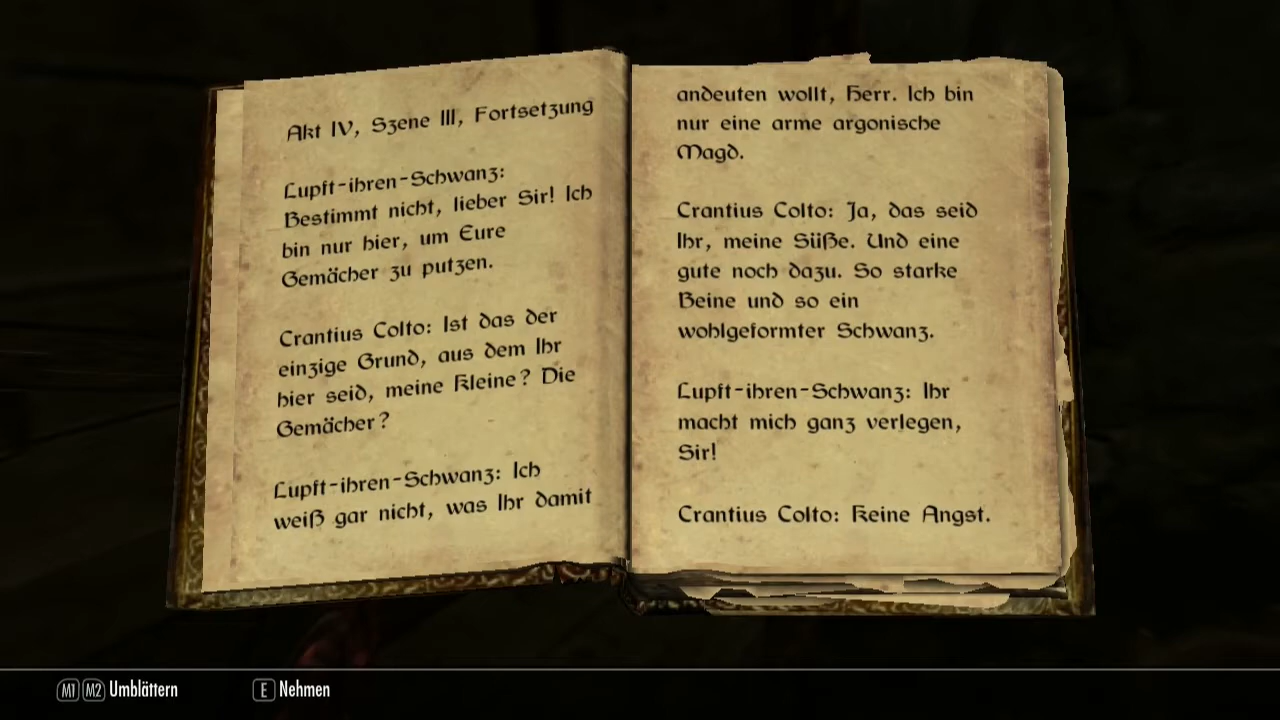 Akt IV, Szene III, Fortsetzung
Lupft-ihren-Schwanz:
Bestimmt nicht, lieber Sir! Ich
bin nur hier, um Eure
Gemächer zu putzen.
Crantius Colto: Ist das der
einzige Grund, aus dem Ihr
hier seid, meine Kleine? Die
Gemächer?
Lupft-ihren-Schwanz: Ich
weiß gar nicht, was Ihr damit
andeuten wollt, Herr. Ich bin
nur eine arme argonische
Magd.
Crantius Colto: Ja, das seid
Ihr, meine Süße. Und eine
gute noch dazu. So starke
Beine und so ein
wohlgeformter Schwanz.
Lupft-ihren-Schwanz: Ihr
macht mich ganz verlegen,
Sir!
Crantius Colto: Keine Angst.
M1 M2 Umblättern
E Nehmen